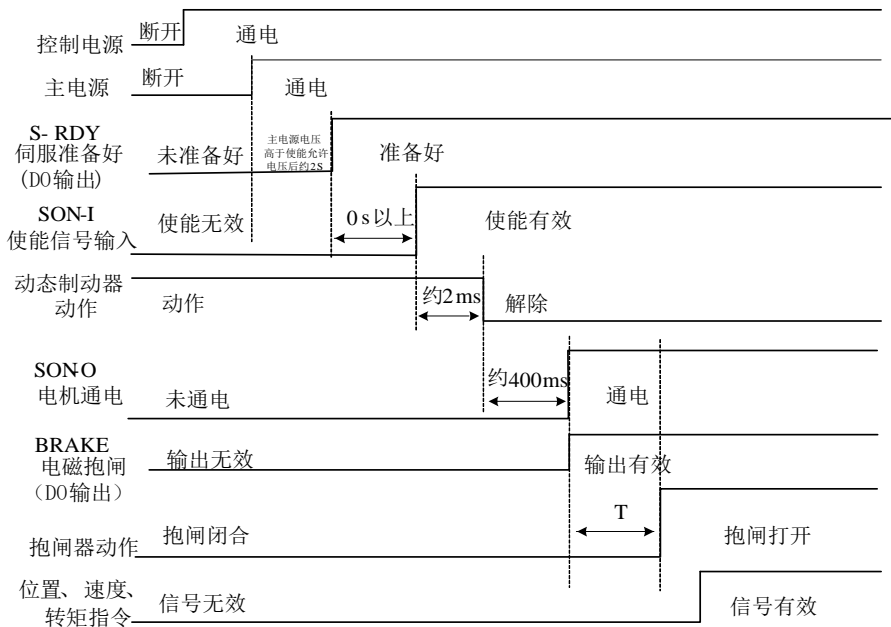 控制电源 断开 通电
主电源 断开 通电
S- RDY
伺服准备好
(DO输出)
未准备好
主电源电压
高于使能允许
电压后约2S
准备好
SON-I
使能信号输入
使能无效
0s以上
使能有效
动态制动器
动作
动作
约2ms
解除
SON-O
电机通电
未通电
约400ms
通电
BRAKE
电磁抱闸
（DO输出）
输出无效
输出有效
T
抱闸器动作
抱闸闭合
抱闸打开
位置、速度、
转矩指令
信号无效
信号有效